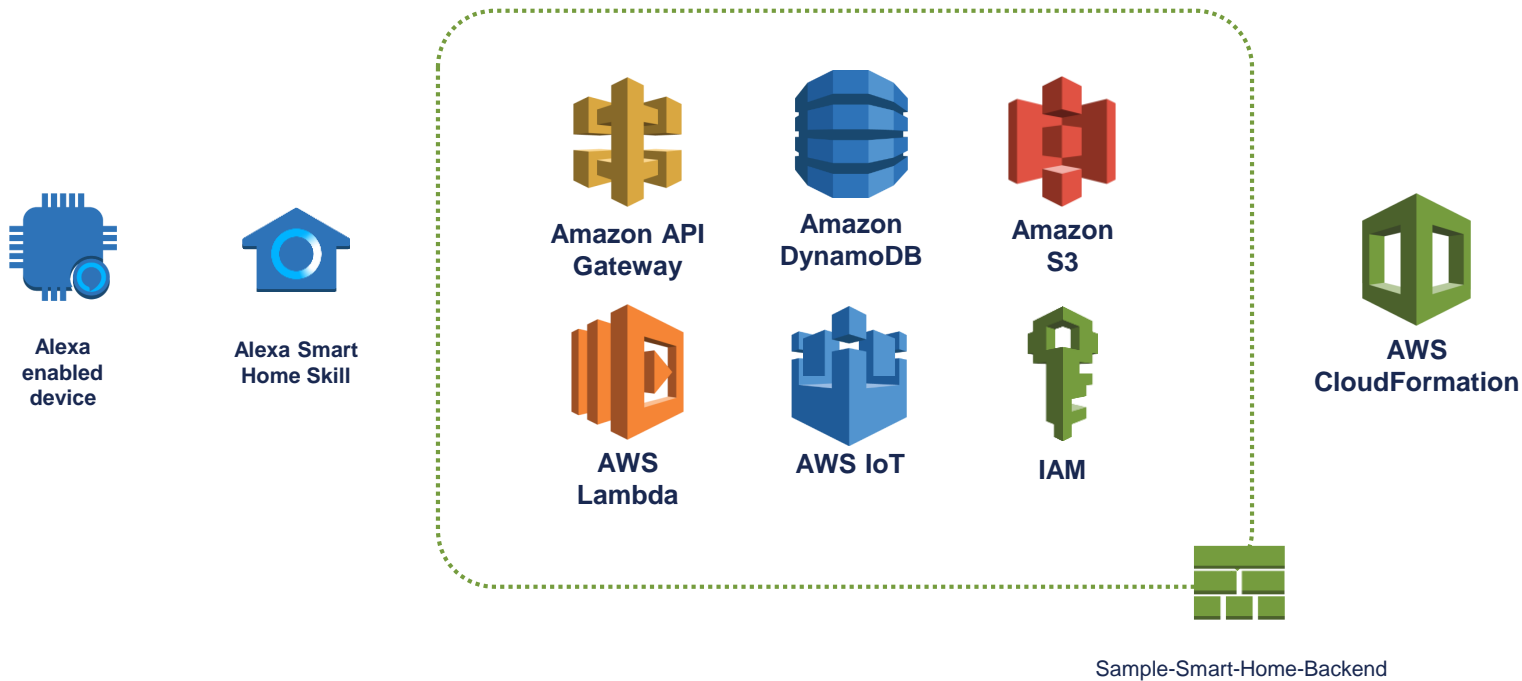 Amazon API
Gateway
Amazon
DynamoDB
Amazon
S3
Alexa
enabled
device
Alexa Smart
Home Skill
AWS
CloudFormation
AWS
Lambda
AWS IoT
IAM
Sample-Smart-Home-Backend